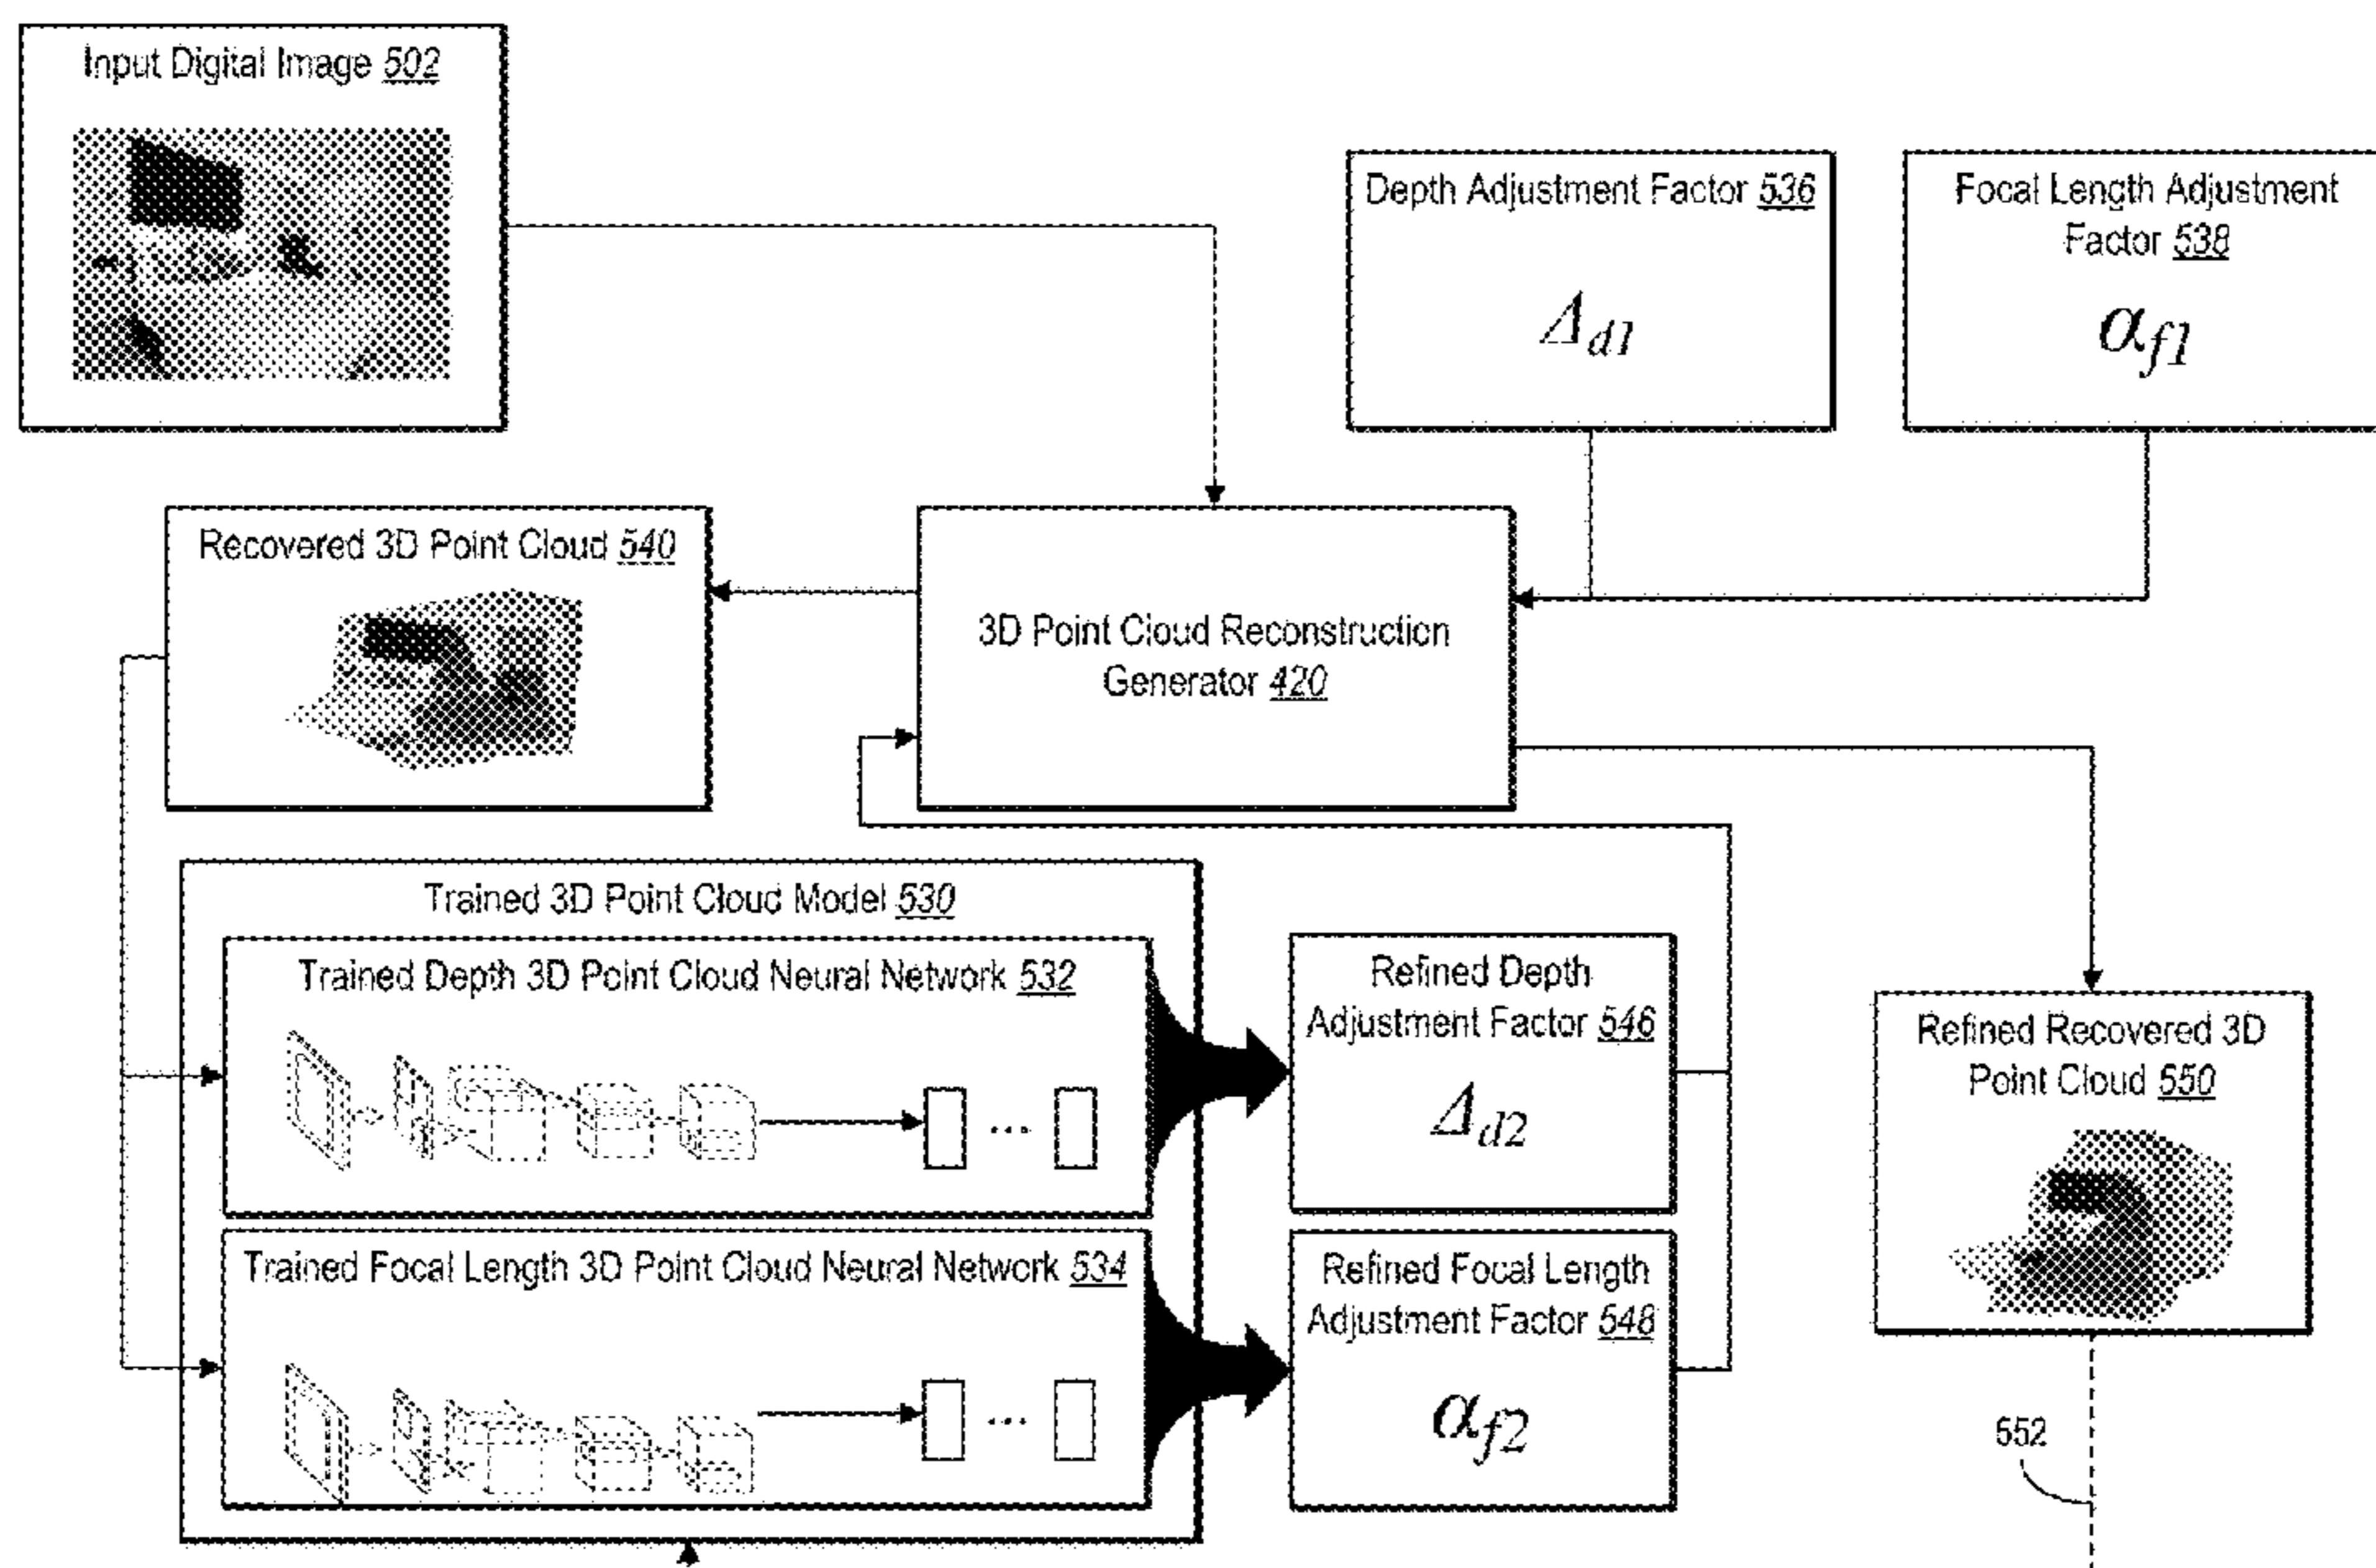 Input Digital Image 502
Depth Adjustment Factor 536
Δd1
Focal Length Adjustment
Factor 538
αf1
Recovered 3D Point Cloud 540
3D Point Cloud Reconstruction
Generator 420
Trained 3D Point Cloud Model 530
Trained Depth 3D Point Cloud Neural Network 532
...
Refined Depth
Adjustment Factor 546
Δd2
Refined Recovered 3D
Point Cloud 550
Trained Focal Length 3D Point Cloud Neural Network 534
...
Refined Focal Length
Adjustment Factor 548
αf2
552